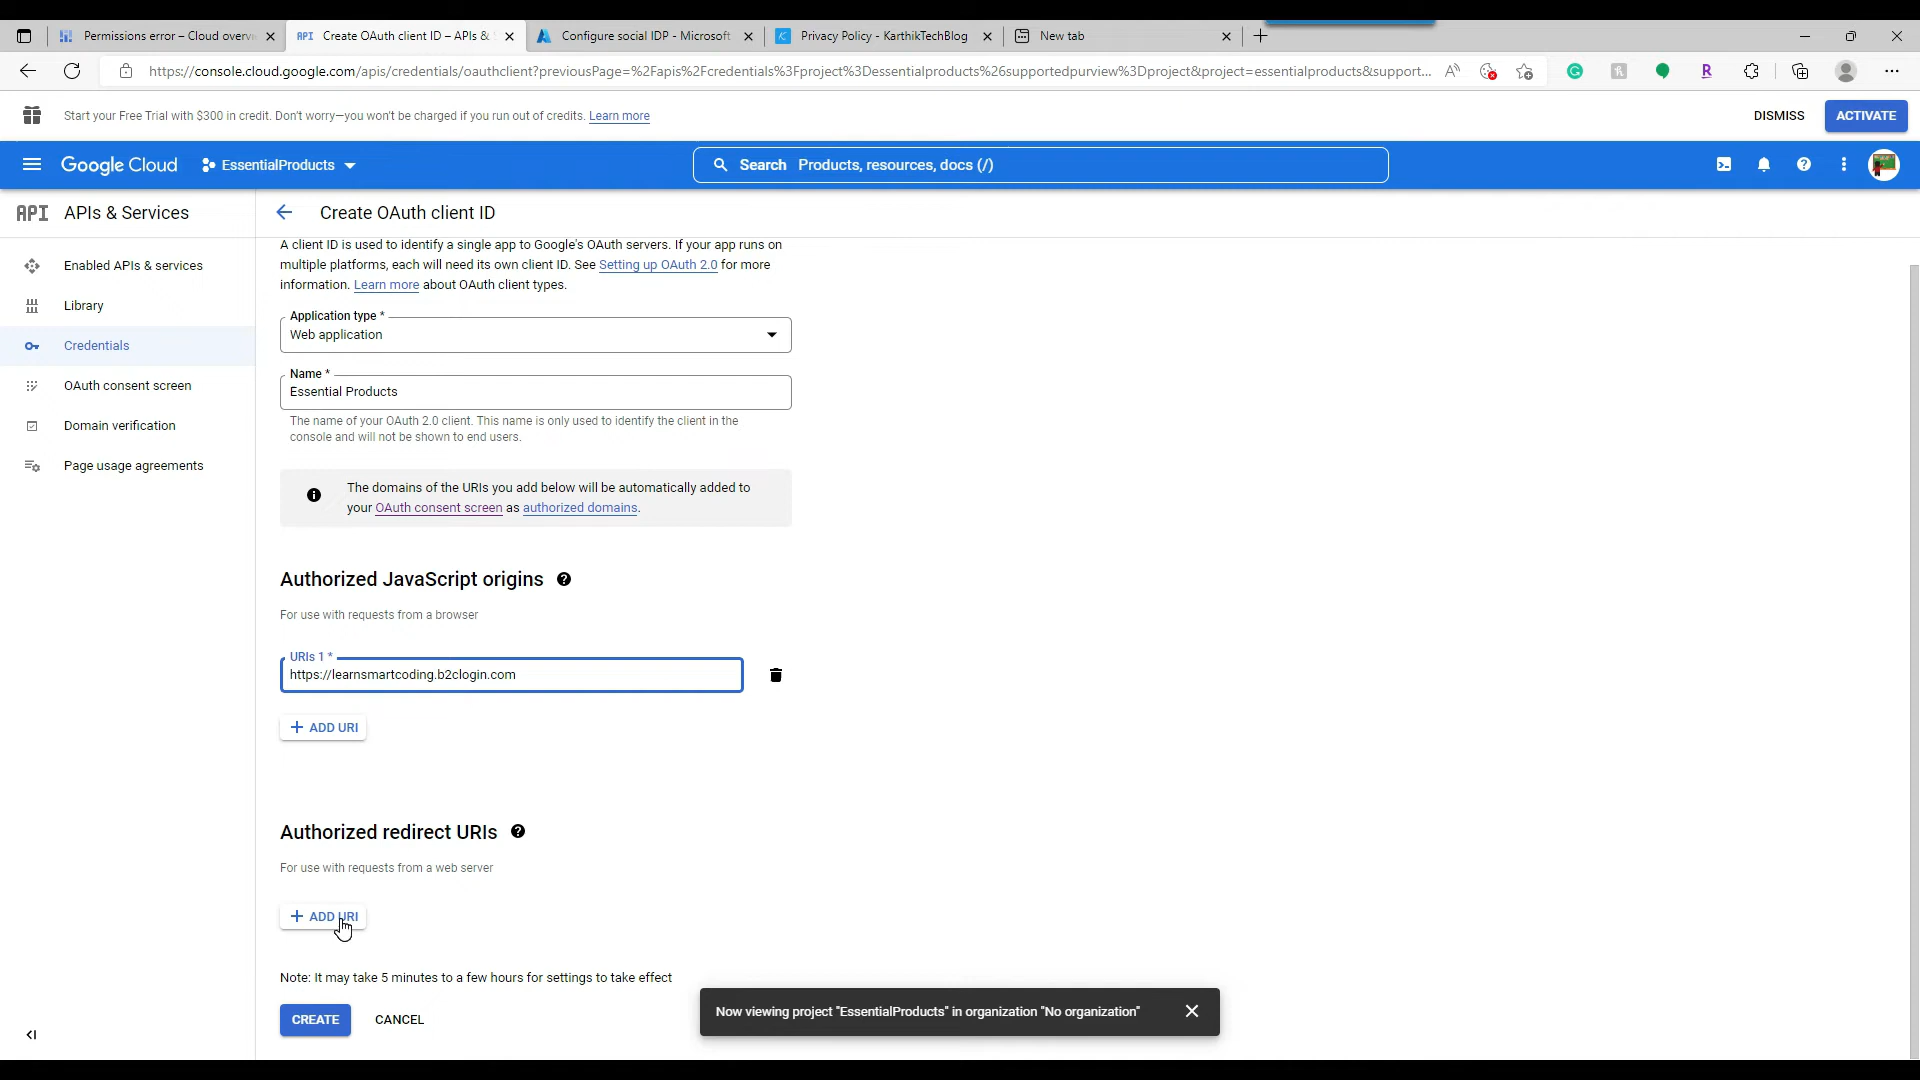 Permissions error – Cloud overvi
API Create OAuth client ID – APIs &
Configure social IDP - Microsoft
Privacy Policy - KarthikTechBlog
New tab
https://console.cloud.google.com/apis/credentials/oauthclient?previousPage=%2Fapis%2Fcredentials%3Fproject%3Dessentialproducts%26supportedpurview%3Dproject&project=essentialproducts&support...
Start your Free Trial with $300 in credit. Don't worry—you won't be charged if you run out of credits. Learn more
DISMISS
ACTIVATE
Google Cloud
EssentialProducts
Search Products, resources, docs (/)
API APIs & Services
Create OAuth client ID
Enabled APIs & services
Library
Credentials
OAuth consent screen
Domain verification
Page usage agreements
A client ID is used to identify a single app to Google's OAuth servers. If your app runs on
multiple platforms, each will need its own client ID. See Setting up OAuth 2.0 for more
information. Learn more about OAuth client types.
Application type *
Web application
Name *
Essential Products
The name of your OAuth 2.0 client. This name is only used to identify the client in the
console and will not be shown to end users.
The domains of the URIs you add below will be automatically added to
your OAuth consent screen as authorized domains.
Authorized JavaScript origins
For use with requests from a browser
URIs 1 *
https://learnsmartcoding.b2clogin.com
+ ADD URI
Authorized redirect URIs
For use with requests from a web server
+ ADD URI
Note: It may take 5 minutes to a few hours for settings to take effect
CREATE
CANCEL
Now viewing project "EssentialProducts" in organization "No organization"